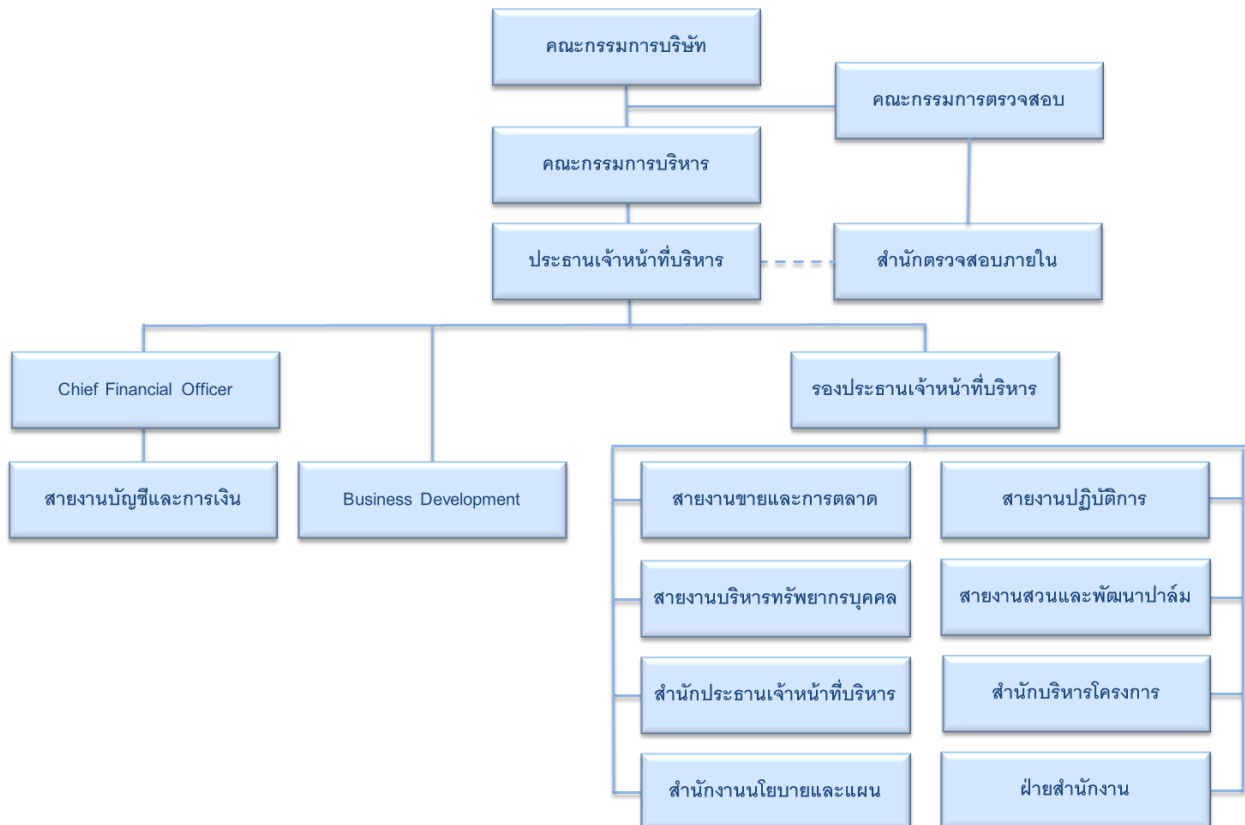 คณะกรรมการบริษัท
คณะกรรมการตรวจสอบ
คณะกรรมการบริหาร
ประธานเจ้าหน้าที่บริหาร
สำนักตรวจสอบภายใน
Chief Financial Officer
รองประธานเจ้าหน้าที่บริหาร
สายงานบัญชีและการเงิน
Business Development
สายงานขายและการตลาด
สายงานปฏิบัติการ
สายงานบริหารทรัพยากรบุคคล
สายงานสวนและพัฒนาปาล์ม
สำนักประธานเจ้าหน้าที่บริหาร
สำนักบริหารโครงการ
สำนักงานนโยบายและแผน
ฝ่ายสำนักงาน